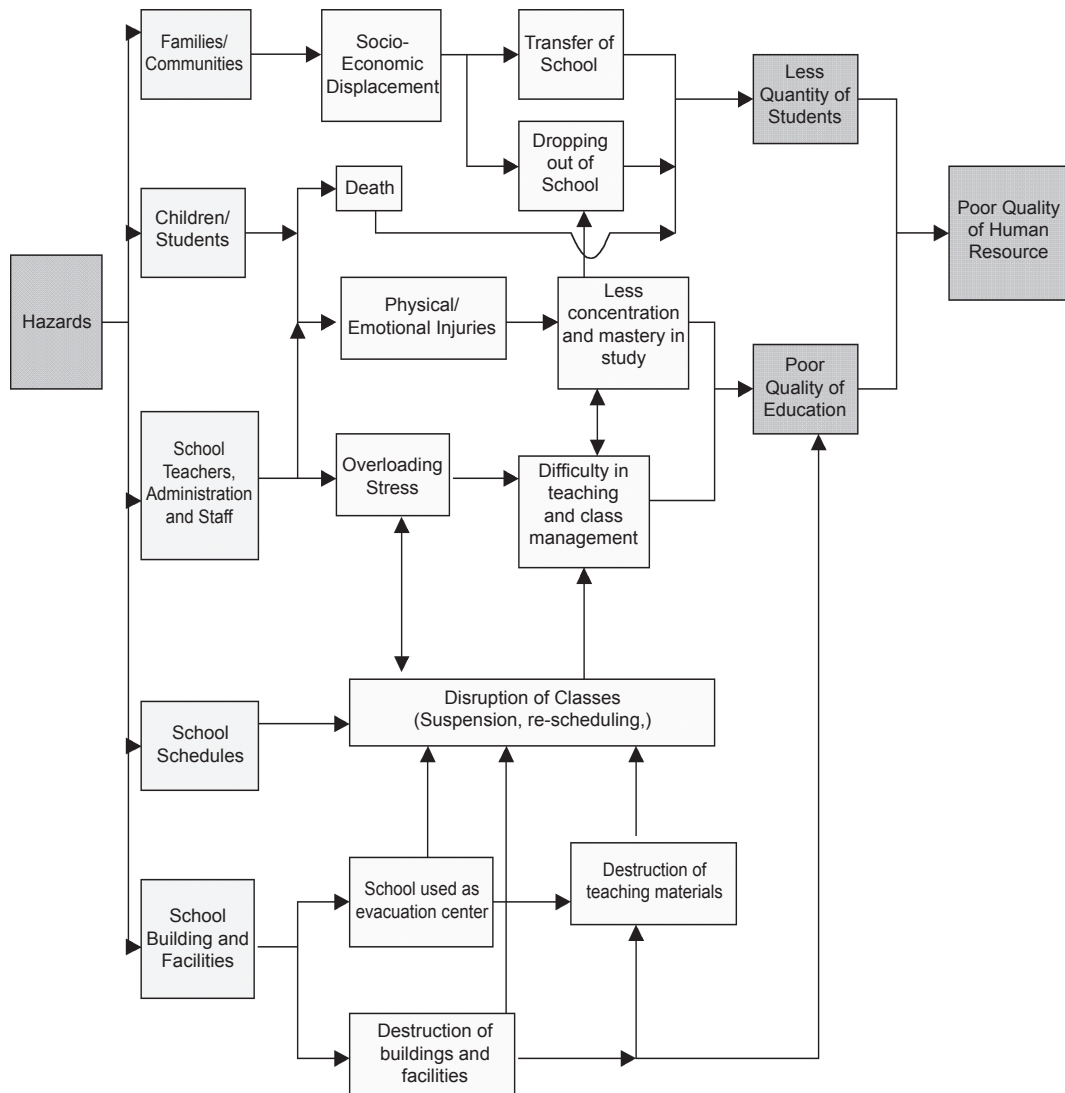 Families/
Communities
Socio-
Economic
Displacement
Transfer of
School
Less
Quantity of
Students
Dropping
out of
School
Death
Children/
Students
Poor Quality
of Human
Resource
Hazards
Physical/
Emotional Injuries
Less
concentration
and mastery in
study
Poor
Quality of
Education
School
Teachers,
Administration
and Staff
Overloading
Stress
Difficulty in
teaching
and class
management
School
Schedules
Disruption of Classes
(Suspension, re-scheduling,)
School
Building and
Facilities
School used as
evacuation center
Destruction of
teaching materials
Destruction of
buildings and
facilities